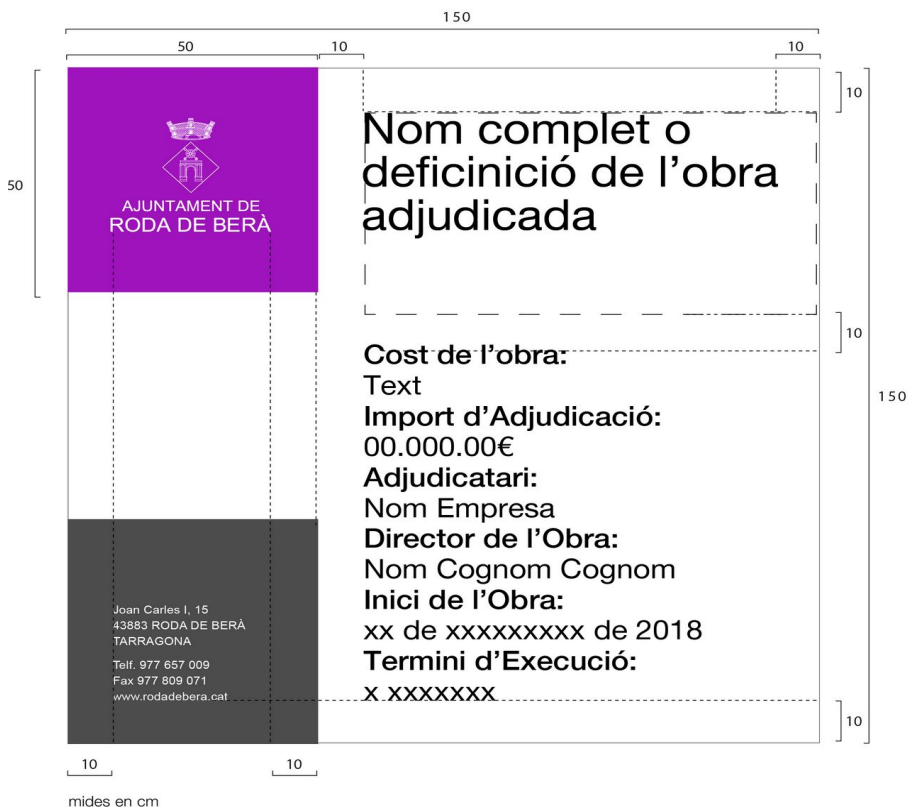 150
50
10
10
10
50
AJUNTAMENT DE
RODA DE BERÀ
Nom complet o
deficinició de l’obra
adjudicada
10
150
Cost de l’obra:
Text
Import d’Adjudicació:
00.000.00€
Adjudicatari:
Nom Empresa
Director de l’Obra:
Nom Cognom Cognom
Inici de l’Obra:
xx de xxxxxxxxx de 2018
Termini d’Execució:
x xxxxxxx
Joan Carles I, 15
43883 RODA DE BERÀ
TARRAGONA
Telf. 977 657 009
Fax 977 809 071
www.rodadebera.cat
10
10
10
mides en cm